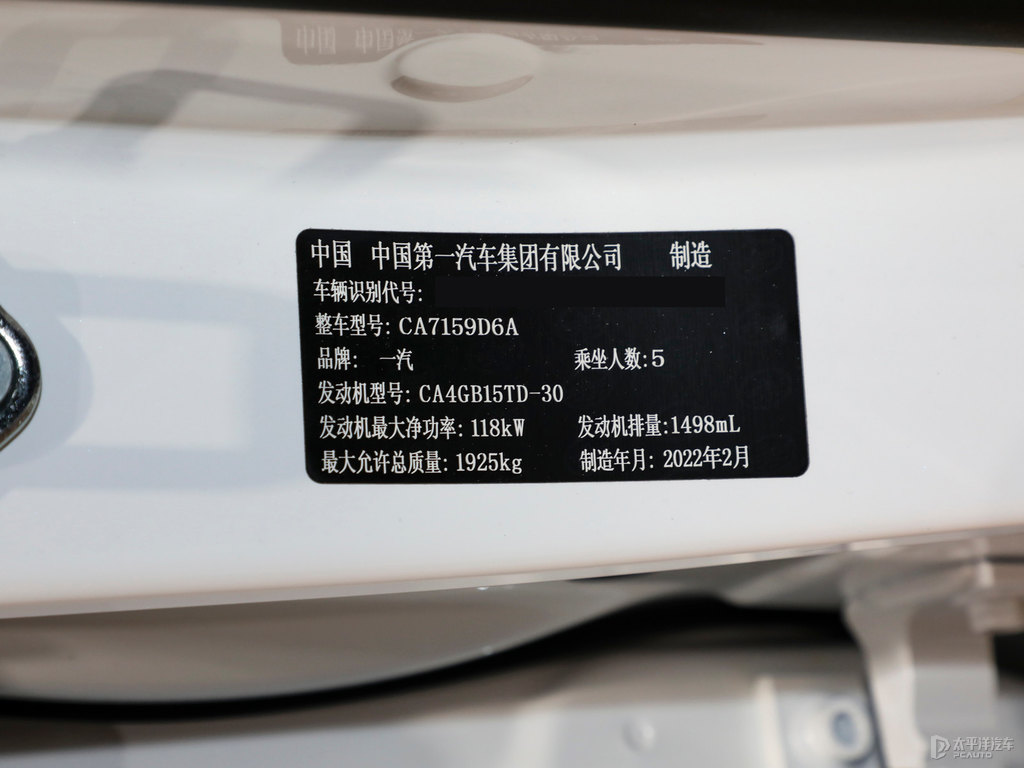 中国 中国第一汽车集团有限公司 制造
车辆识别代号:
整车型号: CA7159D6A
品牌: 一汽 乘坐人数:5
发动机型号: CA4GB15TD-30
发动机最大净功率: 118kW 发动机排量:1498mL
最大允许总质量: 1925kg 制造年月: 2022年2月
太平洋汽车
PCAUTO